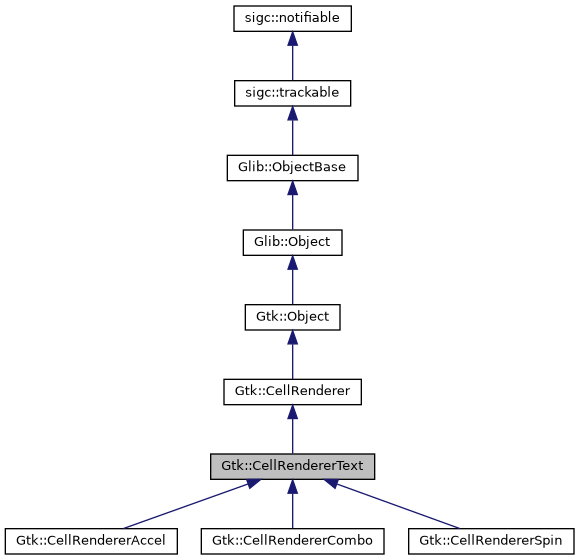 sigc::notifiable
sigc::trackable
Glib::ObjectBase
Glib::Object
Gtk::Object
Gtk::CellRenderer
Gtk::CellRendererText
Gtk::CellRendererAccel
Gtk::CellRendererCombo
Gtk::CellRendererSpin